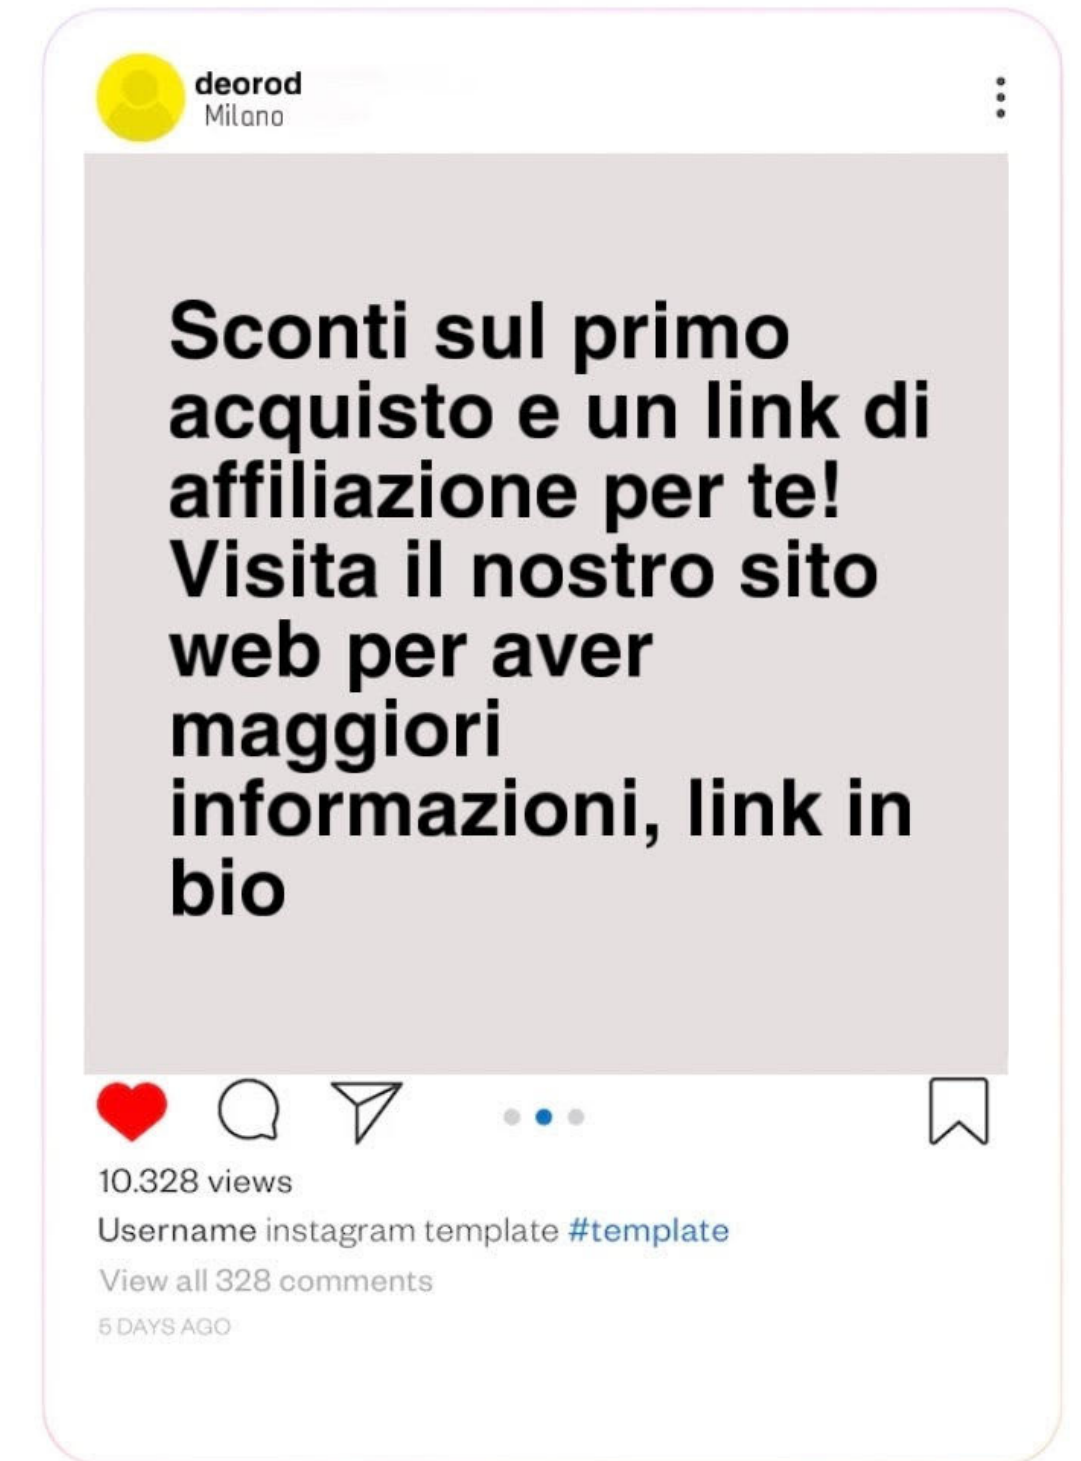 deorod
Milano
Sconti sul primo
acquisto e un link di
affiliazione per te!
Visita il nostro sito
web per aver
maggiori
informazioni, link in
bio
10.328 views
Username instagram template #template
View all 328 comments
5 DAYS AGO